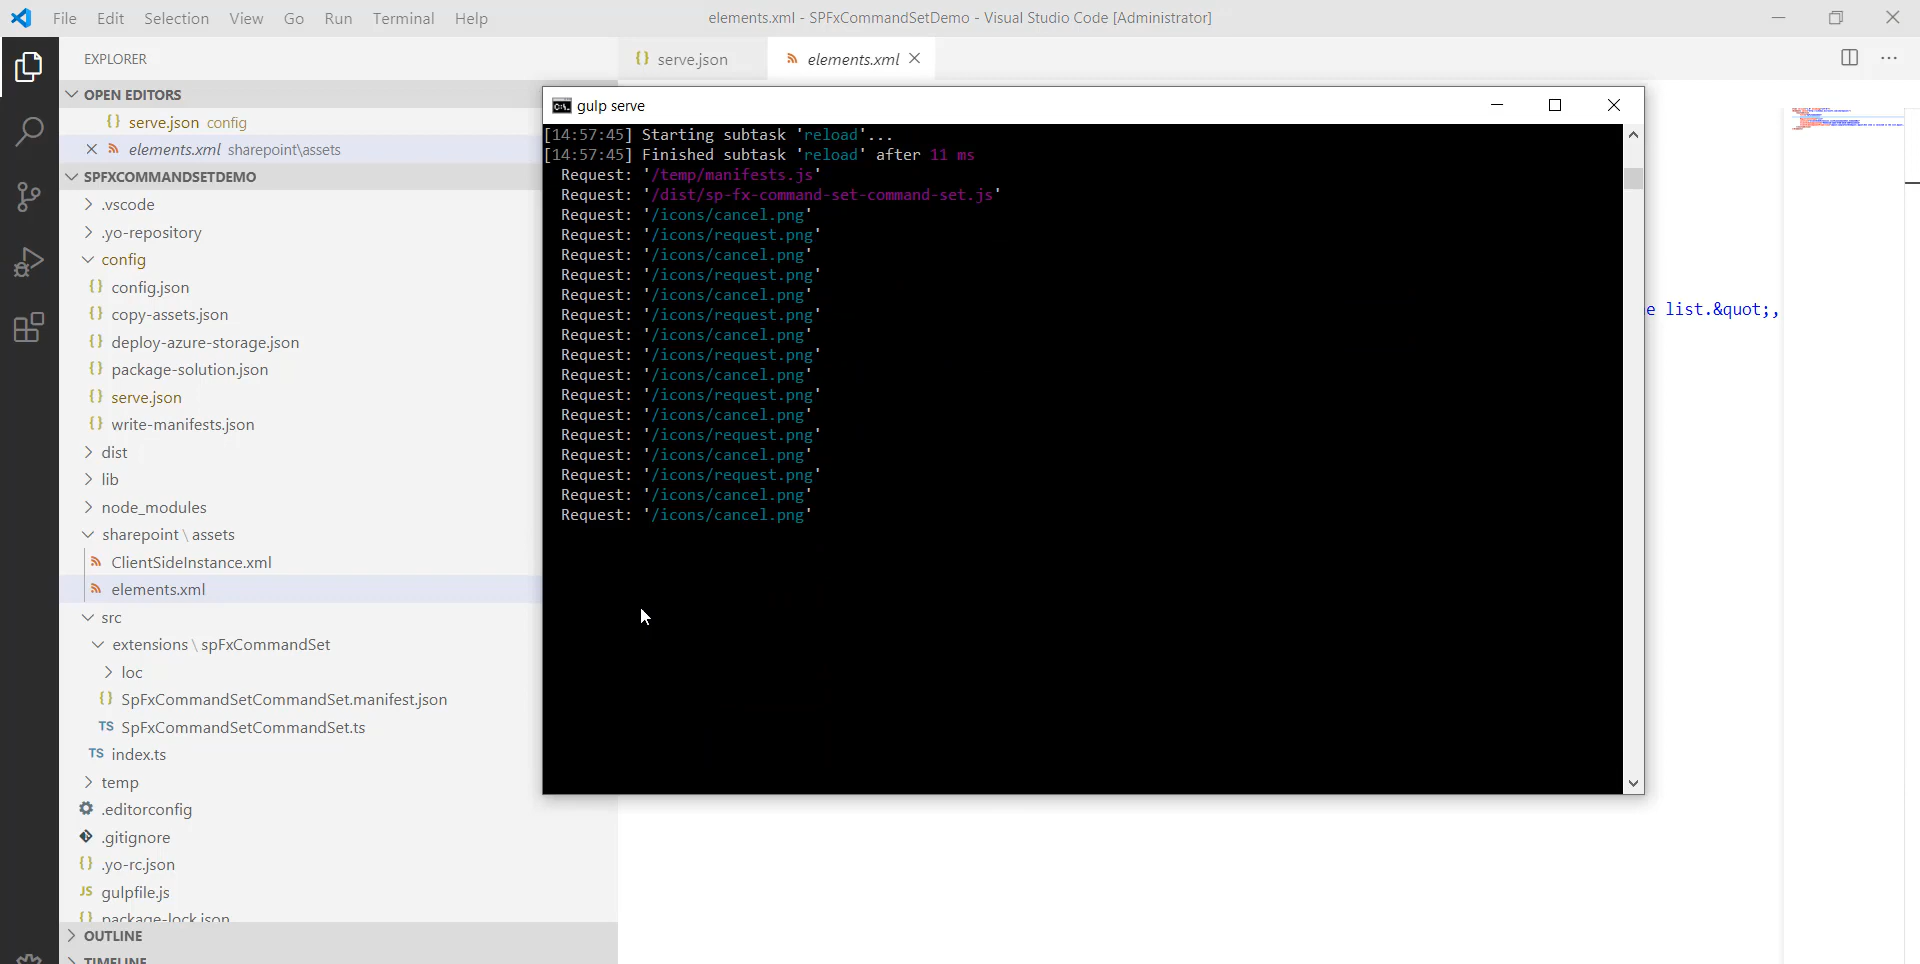 File Edit Selection View Go Run Terminal Help
elements.xml - SPFxCommandSetDemo - Visual Studio Code [Administrator]
EXPLORER
serve.json
elements.xml
OPEN EDITORS
serve.json config
elements.xml sharepoint\assets
SPFXCOMMANDSETDEMO
.vscode
.yo-repository
config
config.json
copy-assets.json
deploy-azure-storage.json
package-solution.json
serve.json
write-manifests.json
dist
lib
node_modules
sharepoint \ assets
ClientSideInstance.xml
elements.xml
src
extensions \ spFxCommandSet
loc
SpFxCommandSetCommandSet.manifest.json
TS SpFxCommandSetCommandSet.ts
TS index.ts
temp
.editorconfig
.gitignore
.yo-rc.json
JS gulpfile.js
package-lock.json
OUTLINE
TIMELINE
gulp serve
[14:57:45] Starting subtask 'reload'...
[14:57:45] Finished subtask 'reload' after 11 ms
Request: '/temp/manifests.js'
Request: '/dist/sp-fx-command-set-command-set.js'
Request: '/icons/cancel.png'
Request: '/icons/request.png'
Request: '/icons/cancel.png'
Request: '/icons/request.png'
Request: '/icons/cancel.png'
Request: '/icons/request.png'
Request: '/icons/cancel.png'
Request: '/icons/request.png'
Request: '/icons/cancel.png'
Request: '/icons/request.png'
Request: '/icons/cancel.png'
Request: '/icons/request.png'
Request: '/icons/cancel.png'
Request: '/icons/request.png'
Request: '/icons/cancel.png'
Request: '/icons/cancel.png'
e list.&quot;,